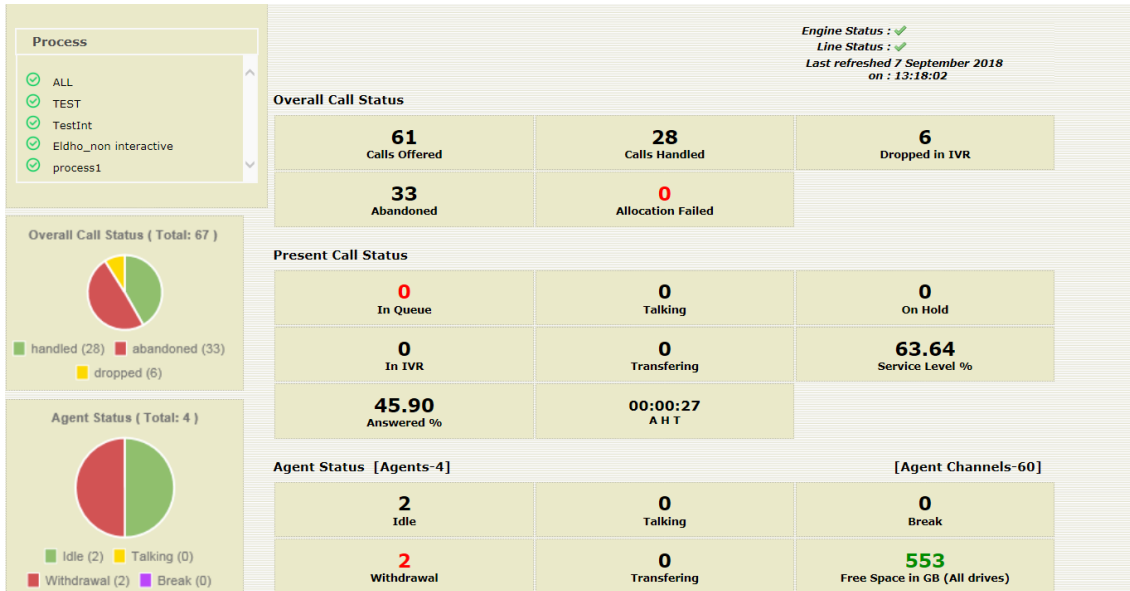 Process
ALL
TEST
TestInt
Eldho_non interactive
process1
Engine Status :
Line Status :
Last refreshed 7 September 2018
on : 13:18:02
Overall Call Status
61
Calls Offered
28
Calls Handled
6
Dropped in IVR
33
Abandoned
0
Allocation Failed
Overall Call Status ( Total: 67 )
handled (28) abandoned (33)
dropped (6)
Present Call Status
0
In Queue
0
Talking
0
On Hold
0
In IVR
0
Transfering
63.64
Service Level %
45.90
Answered %
00:00:27
A H T
Agent Status ( Total: 4 )
Idle (2) Talking (0)
Withdrawal (2) Break (0)
Agent Status [Agents-4] [Agent Channels-60]
2
Idle
0
Talking
0
Break
2
Withdrawal
0
Transfering
553
Free Space in GB (All drives)